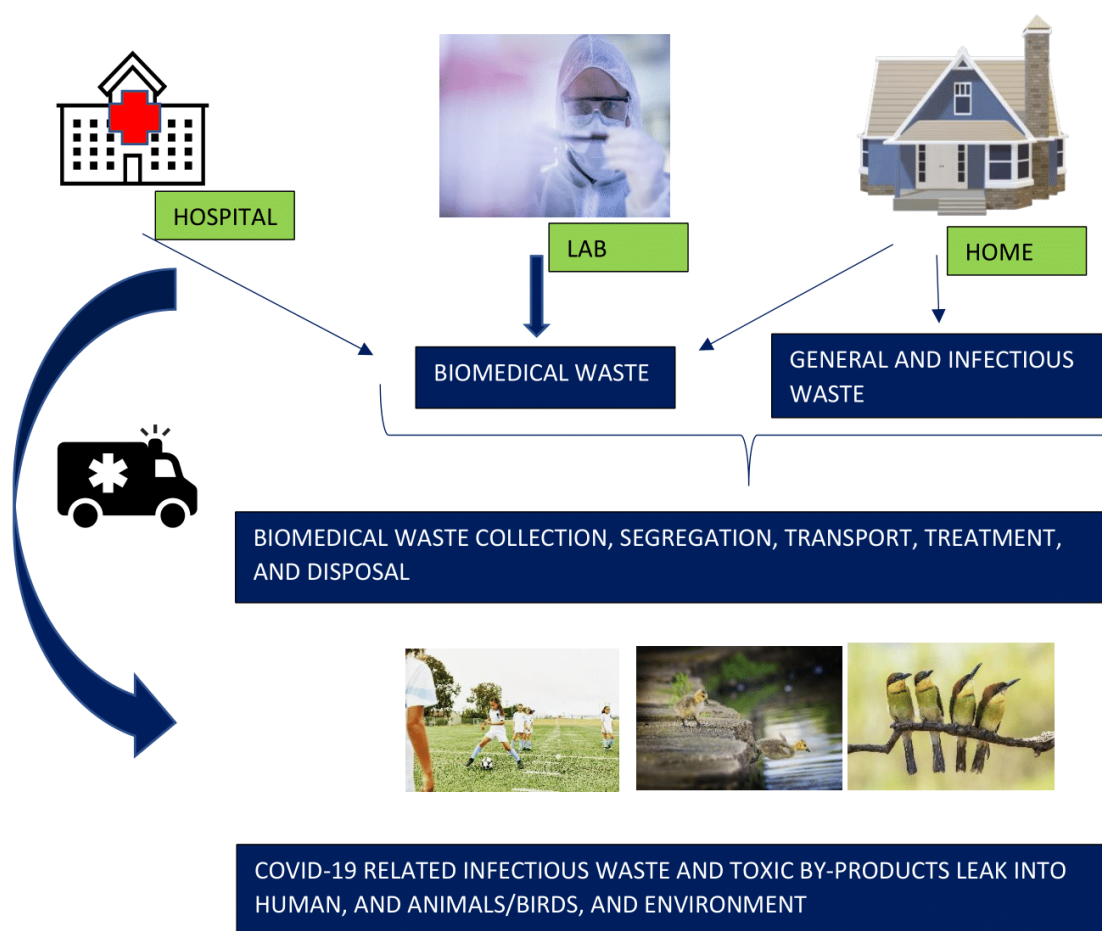 HOSPITAL
LAB
HOME
BIOMEDICAL WASTE
GENERAL AND INFECTIOUS
WASTE
BIOMEDICAL WASTE COLLECTION, SEGREGATION, TRANSPORT, TREATMENT,
AND DISPOSAL
COVID-19 RELATED INFECTIOUS WASTE AND TOXIC BY-PRODUCTS LEAK INTO
HUMAN, AND ANIMALS/BIRDS, AND ENVIRONMENT